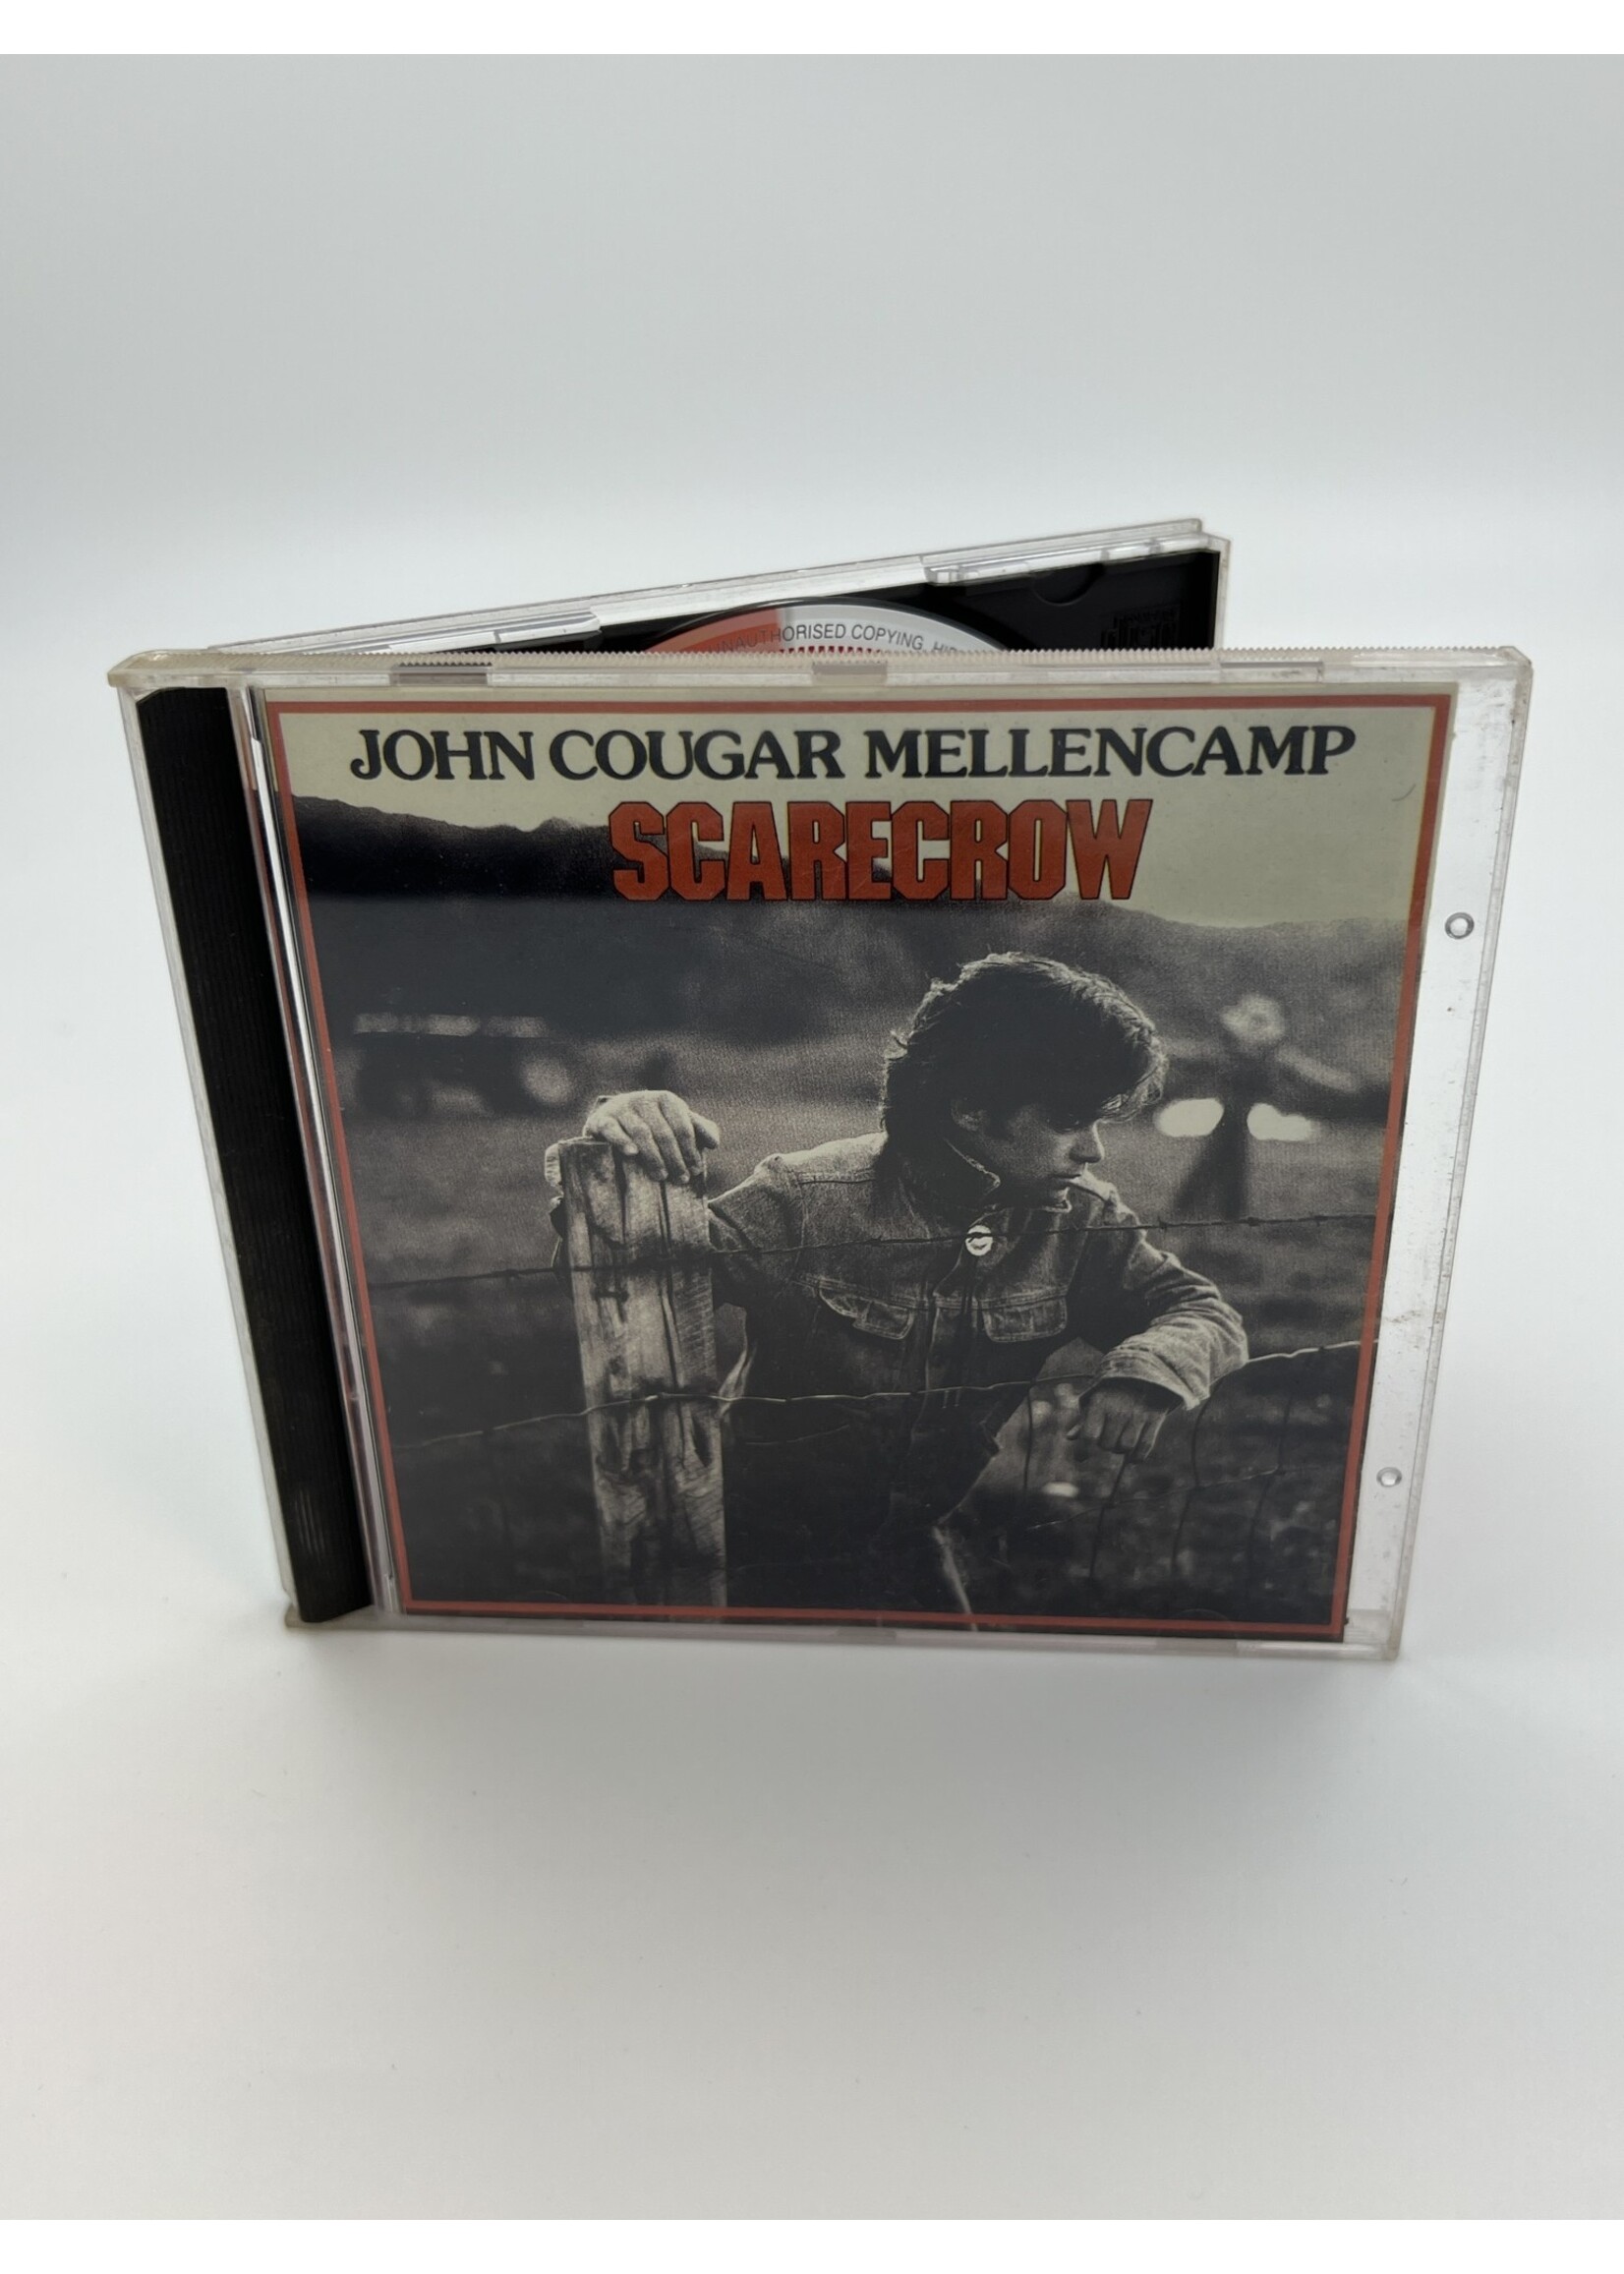 UNAUTHORISED COPYING,
JOHN COUGAR MELLENCAMP
SCARECROW